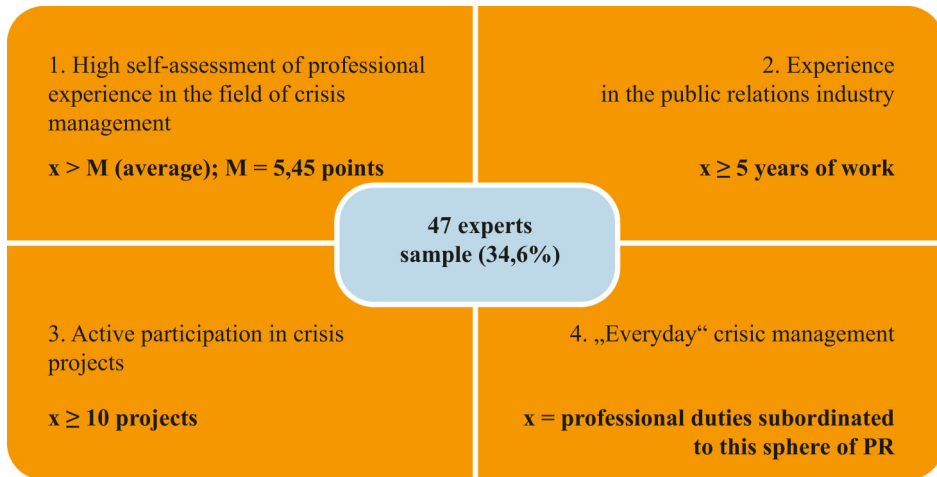 1. High self-assessment of professional
experience in the field of crisis
management
x > M (average); M = 5,45 points
2. Experience
in the public relations industry
x ≥ 5 years of work
47 experts
sample (34,6%)
3. Active participation in crisis
projects
x ≥ 10 projects
4. „Everyday“ crisic management
x = professional duties subordinated
to this sphere of PR